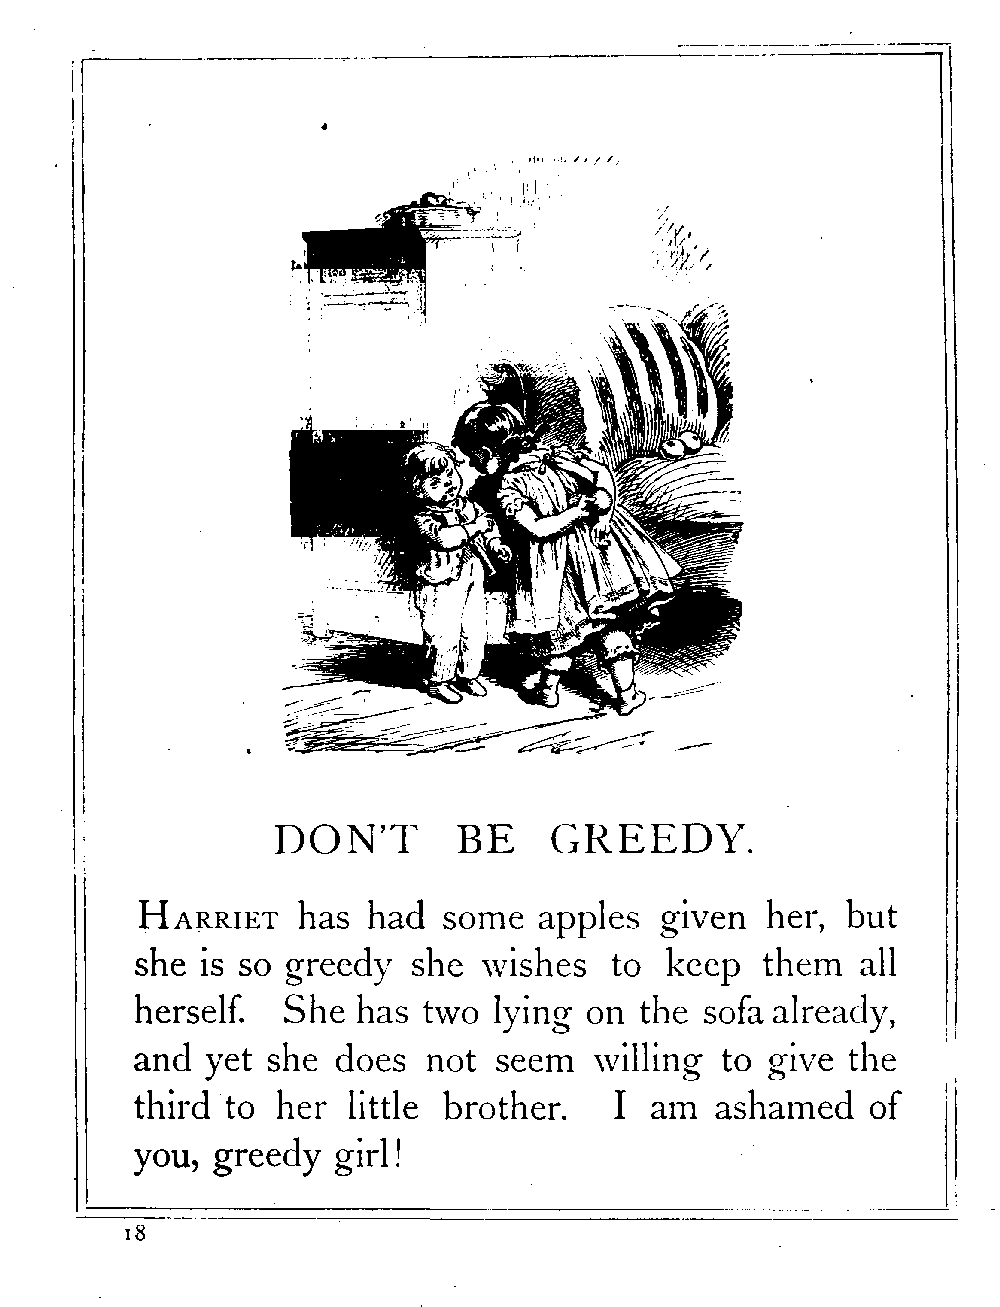 DON'T BE GREEDY.
HARRIET has had some apples given her, but
she is so greedy she wishes to keep them all
herself. She has two lying on the sofa already,
and yet she does not seem willing to give the
third to her little brother. I am ashamed of
you, greedy girl!
18